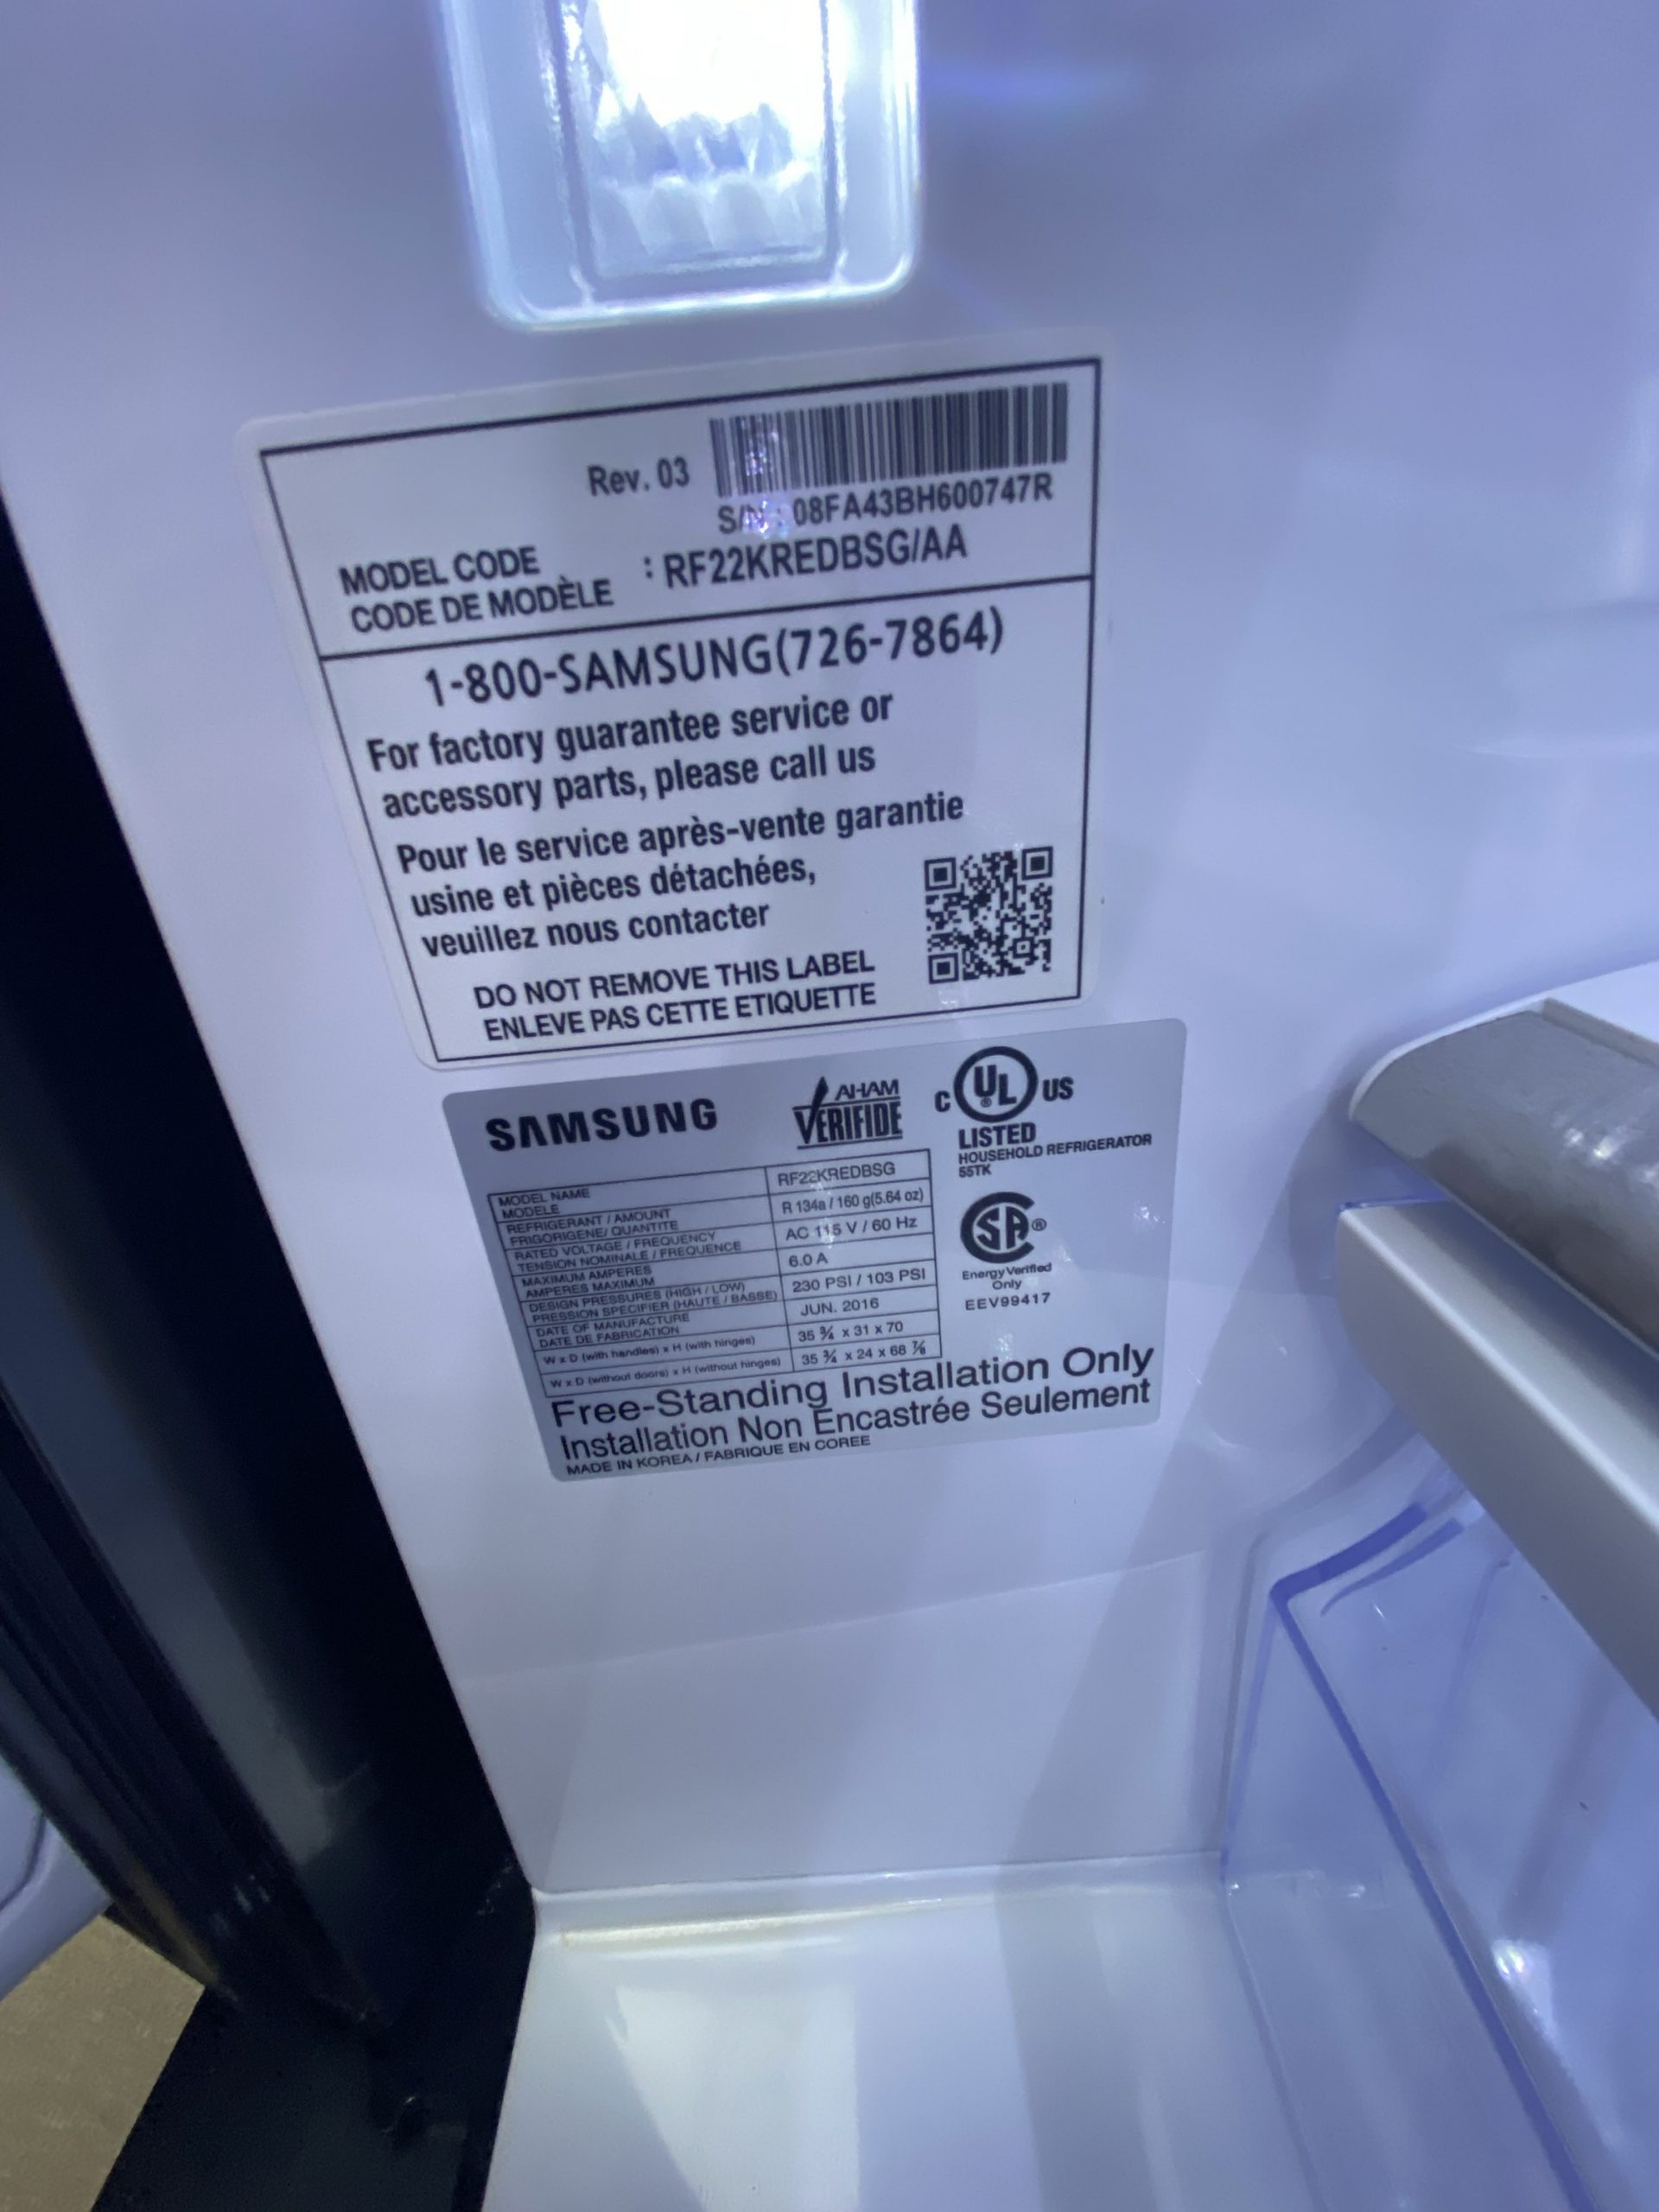 Rev. 03
S/N : 08FA43BH600747R
MODEL CODE
CODE DE MODÈLE
: RF22KREDBSG/AA
1-800-SAMSUNG(726-7864)
For factory guarantee service or
accessory parts, please call us
Pour le service après-vente garantie
usine et pièces détachées,
veuillez nous contacter
DO NOT REMOVE THIS LABEL
ENLEVE PAS CETTE ETIQUETTE
SAMSUNG
AHAM
VERIFIDE
C UL® US
LISTED
HOUSEHOLD REFRIGERATOR
55TK
SA®
Energy Verified
Only
EEV99417
MODEL NAME
MODELE
RF22KREDBSG
REFRIGERANT / AMOUNT
FRIGORIGENE/ QUANTITE
R 134a / 160 g(5.64 oz)
RATED VOLTAGE / FREQUENCY
TENSION NOMINALE / FREQUENCE
AC 115 V / 60 Hz
MAXIMUM AMPERES
AMPERES MAXIMUM
6.0 A
DESIGN PRESSURES (HIGH / LOW)
PRESSION SPECIFIER (HAUTE / BASSE)
230 PSI / 103 PSI
DATE OF MANUFACTURE
DATE DE FABRICATION
JUN. 2016
W x D (with handles) x H (with hinges)
35 ¾ x 31 x 70
W x D (without doors) x H (without hinges)
35 ¾ x 24 x 68 ⅞
Free-Standing Installation Only
Installation Non Encastrée Seulement
MADE IN KOREA / FABRIQUE EN COREE